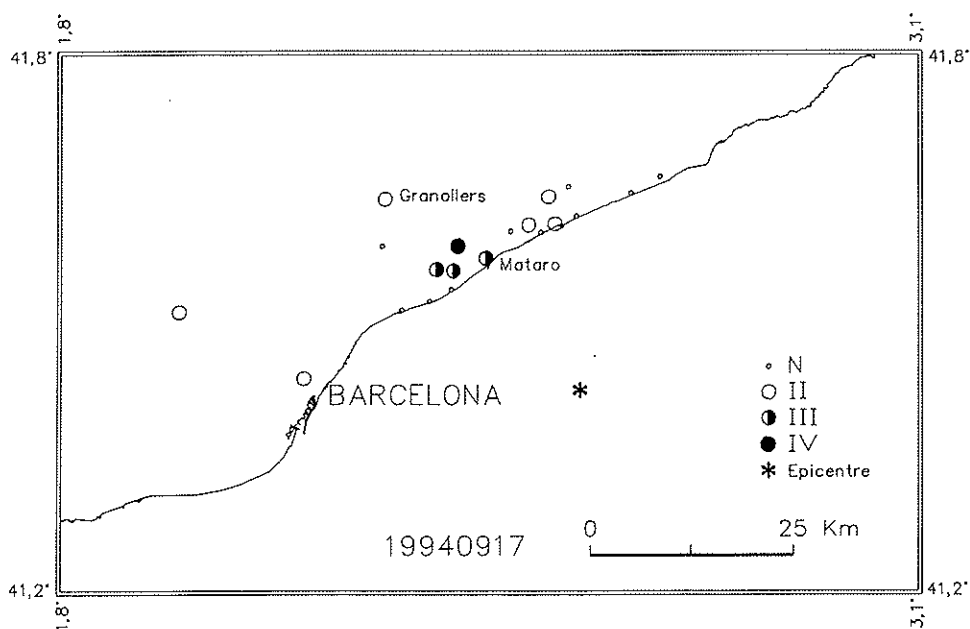 1,8°
3,1°
41,8°
41,8°
Granollers
Mataro
N
II
BARCELONA
III
IV
Epicentre
19940917
0
25 Km
41,2°
41,2°
1,8°
3,1°